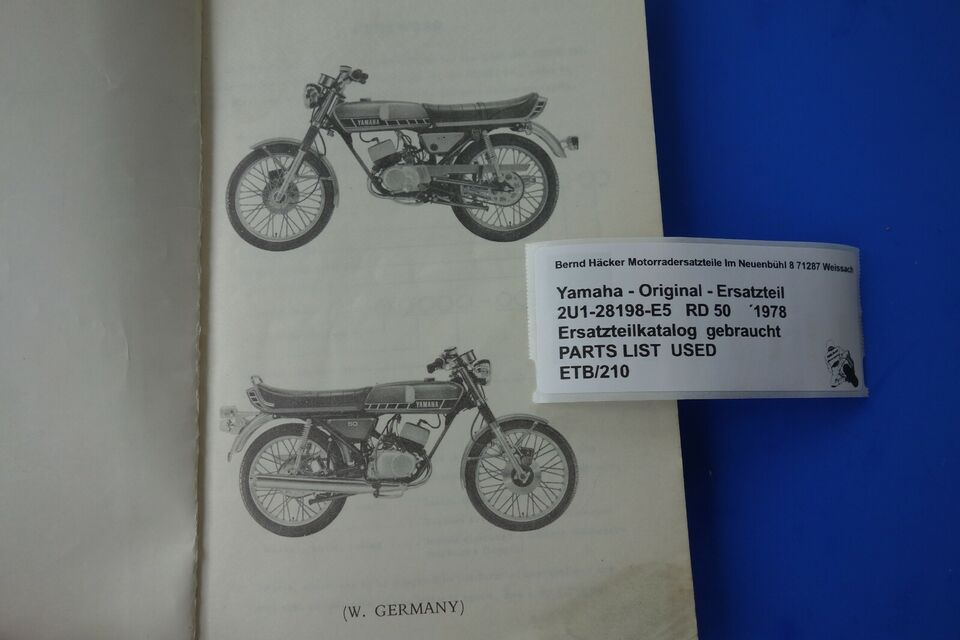 YAMAHA
Bernd Häcker Motorradersatzteile Im Neuenbühl 8 71287 Weissach
Yamaha - Original - Ersatzteil
2U1-28198-E5 RD 50 ´1978
Ersatzteilkatalog gebraucht
PARTS LIST USED
ETB/210
YAMAHA
50
(W. GERMANY)